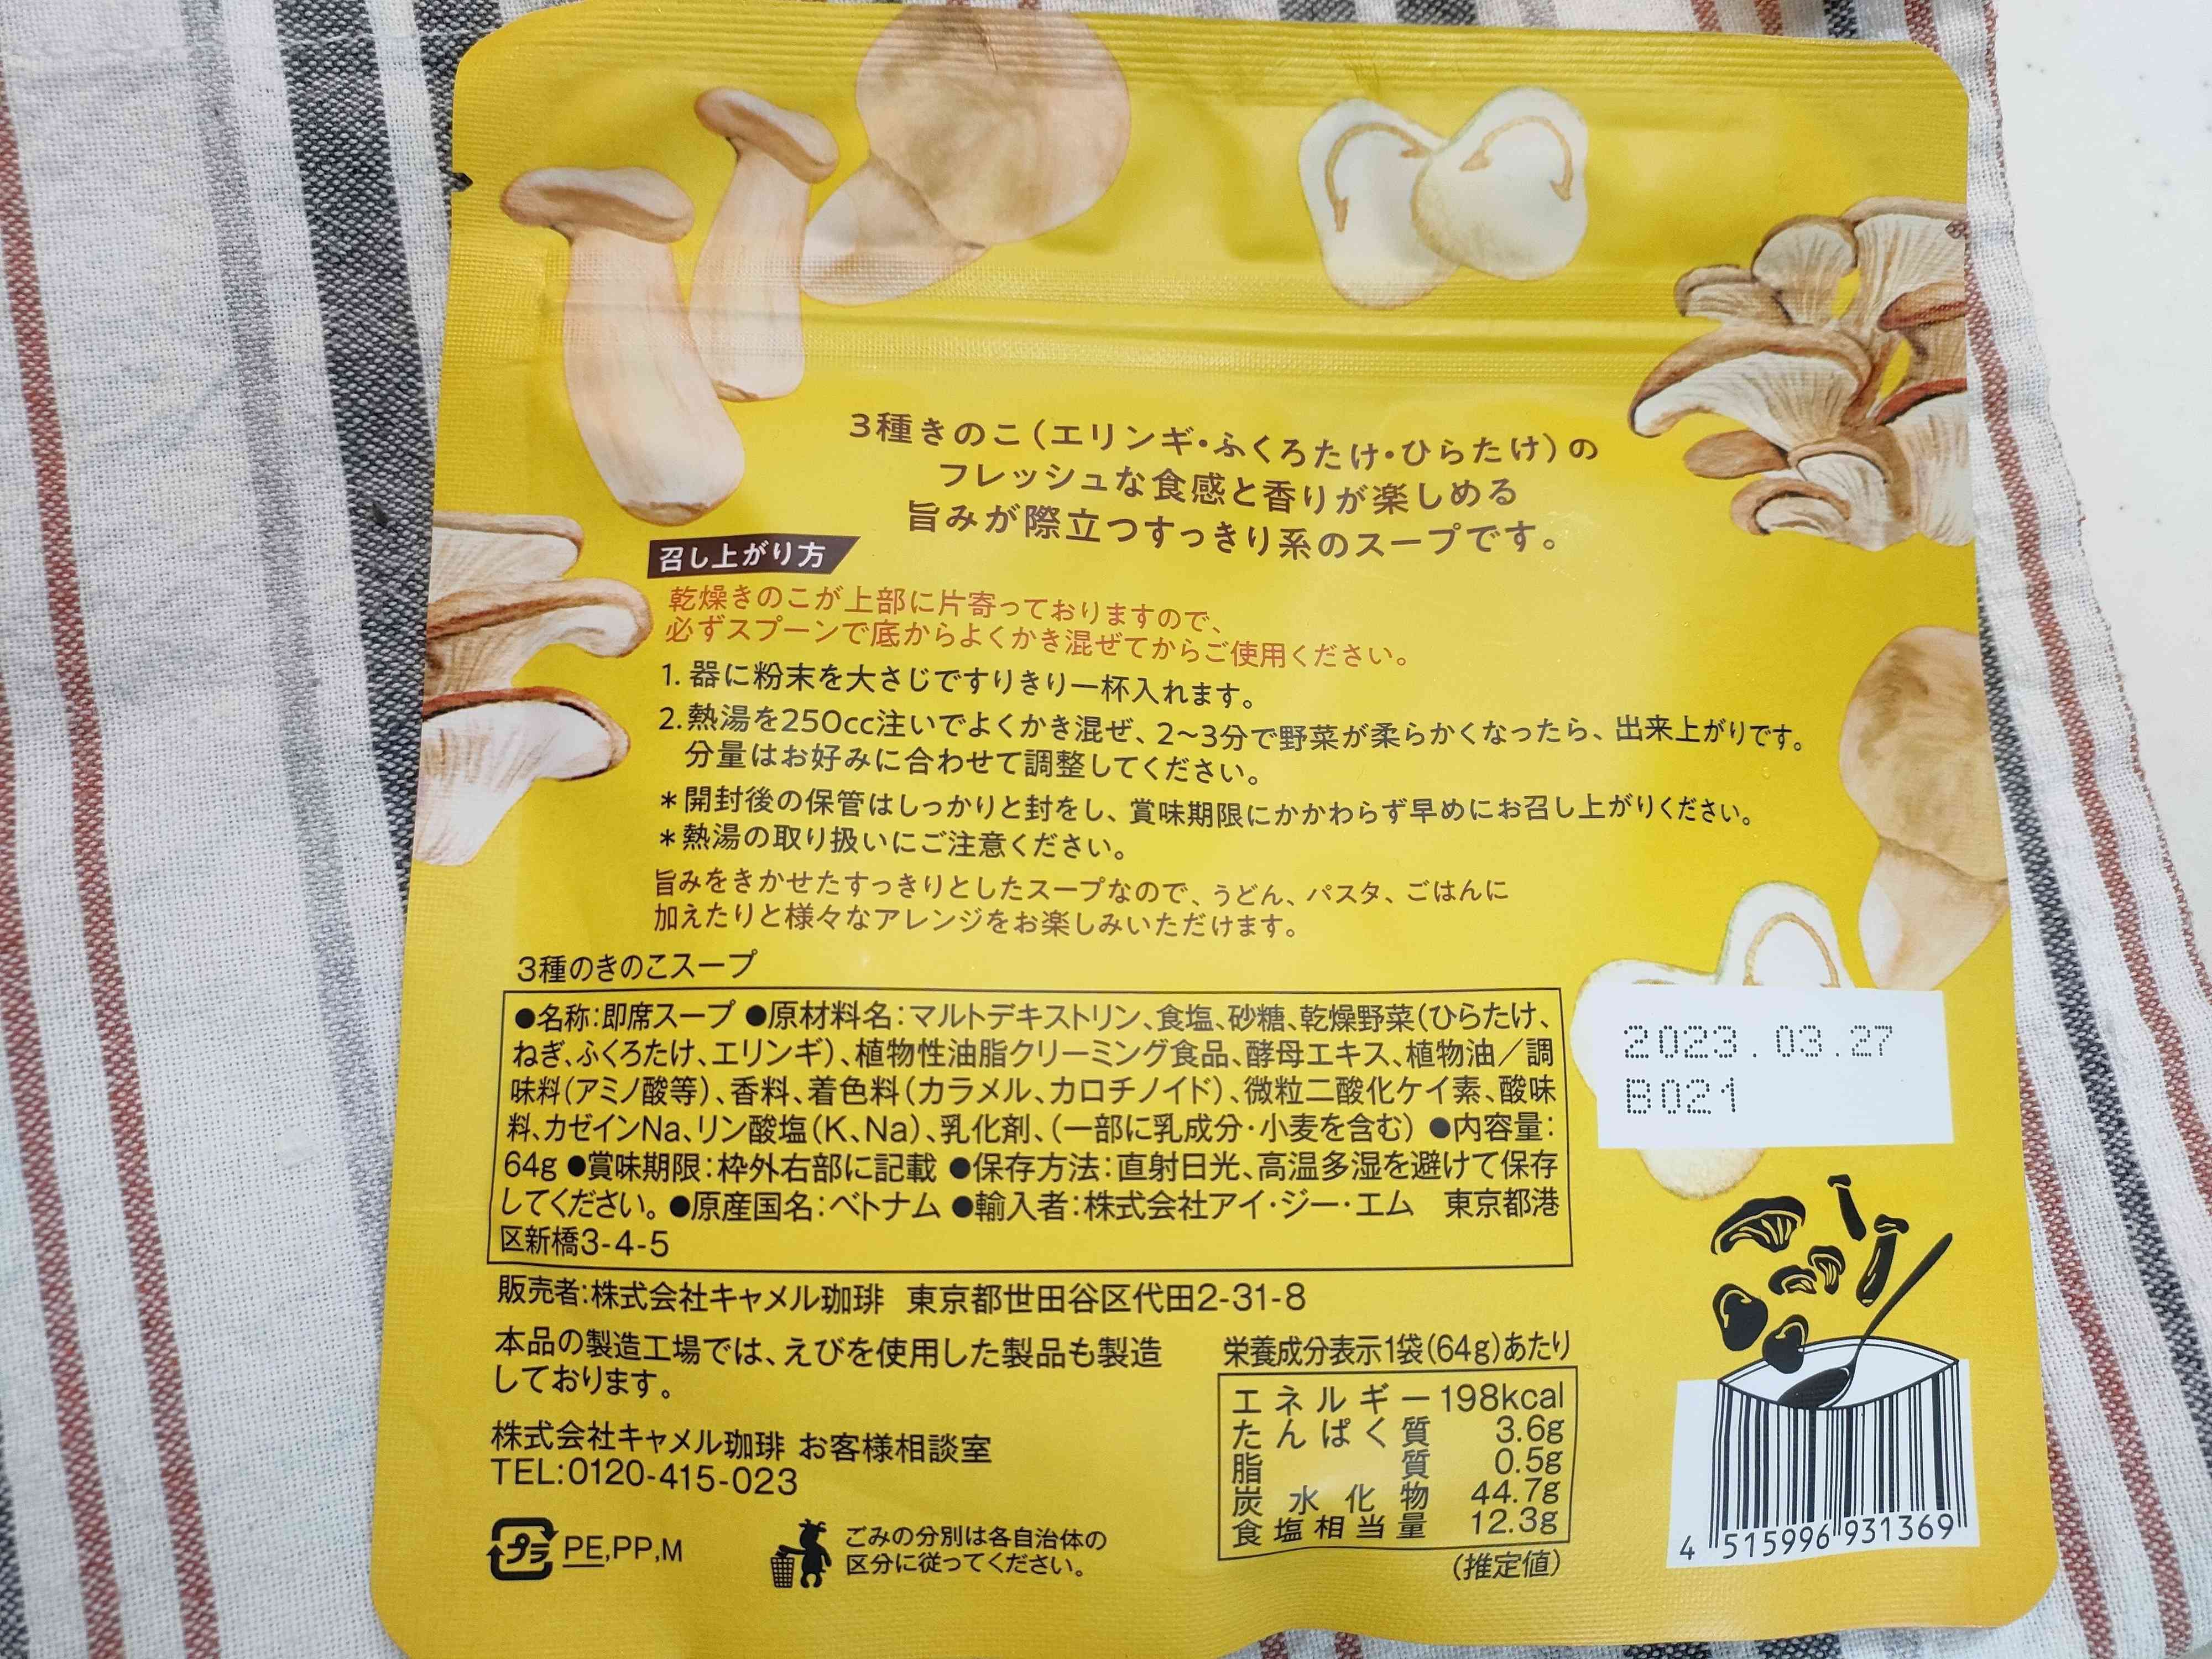 3種きのこ(エリンギ・ふくろたけ・ひらたけ)の
フレッシュな食感と香りが楽しめる
旨みが際立つすっきり系のスープです。
召し上がり方
乾燥きのこが上部に片寄っておりますので、
必ずスプーンで底からよくかき混ぜてからご使用ください。
1. 器に粉末を大さじですりきり一杯入れます。
2. 熱湯を250cc注いでよくかき混ぜ、2〜3分で野菜が柔らかくなったら、出来上がりです。
分量はお好みに合わせて調整してください。
*開封後の保管はしっかりと封をし、賞味期限にかかわらず早めにお召し上がりください。
*熱湯の取り扱いにご注意ください。
旨みをきかせたすっきりとしたスープなので、うどん、パスタ、ごはんに
加えたりと様々なアレンジをお楽しみいただけます。
3種のきのこスープ
●名称:即席スープ ●原材料名:マルトデキストリン、食塩、砂糖、乾燥野菜(ひらたけ、
ねぎ、ふくろたけ、エリンギ)、植物性油脂クリーミング食品、酵母エキス、植物油/調
味料(アミノ酸等)、香料、着色料(カラメル、カロチノイド)、微粒二酸化ケイ素、酸味
料、カゼインNa、リン酸塩(K、Na)、乳化剤、(一部に乳成分・小麦を含む) ●内容量:
64g ●賞味期限:枠外右部に記載 ●保存方法:直射日光、高温多湿を避けて保存
してください。●原産国名:ベトナム ●輸入者:株式会社アイ・ジー・エム 東京都港
区新橋3-4-5
2023.03.27
B021
販売者:株式会社キャメル珈琲 東京都世田谷区代田2-31-8
本品の製造工場では、えびを使用した製品も製造
しております。
株式会社キャメル珈琲 お客様相談室
TEL:0120-415-023
プラ PE,PP,M
ごみの分別は各自治体の
区分に従ってください。
栄養成分表示1袋(64g)あたり
エネルギー 198kcal
たんぱく質 3.6g
脂質 0.5g
炭水化物 44.7g
食塩相当量 12.3g
(推定値)
4 515996 931369